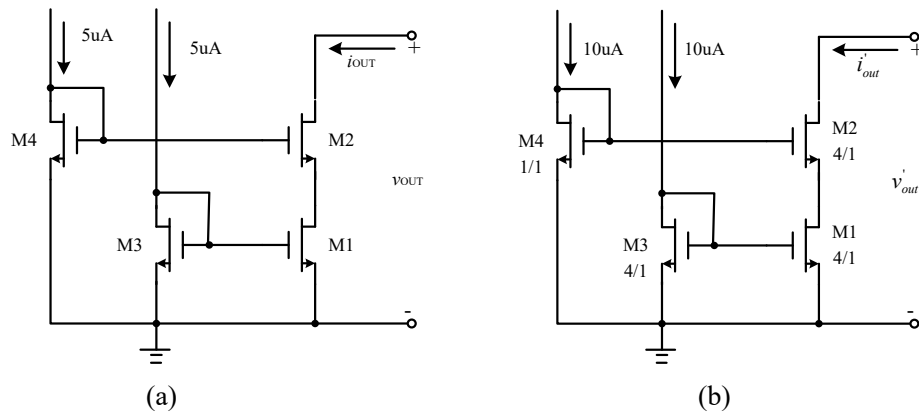 5uA
5uA
iOUT
+
M4
M2
vOUT
M3
M1
-
(a)
10uA
10uA
i'out
+
M4
1/1
M2
4/1
v'out
M3
4/1
M1
4/1
-
(b)